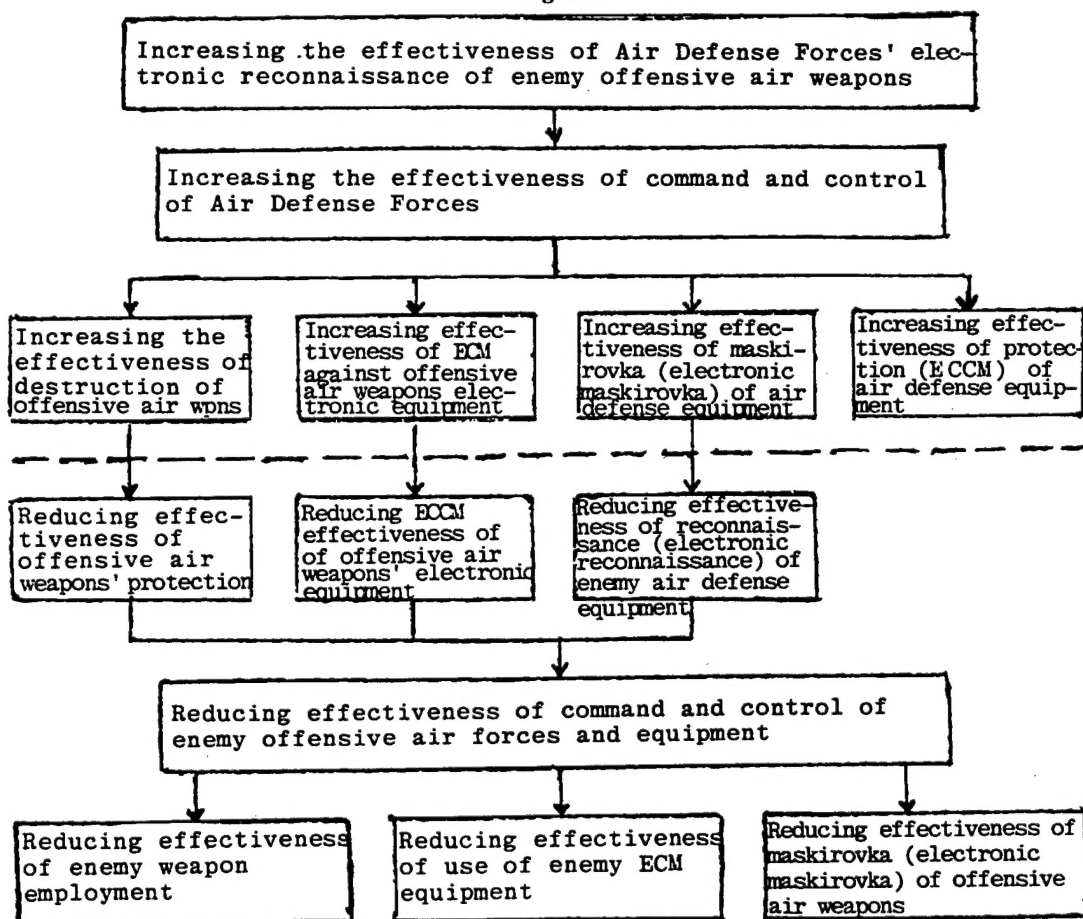 Increasing the effectiveness of Air Defense Forces' elec-
tronic reconnaissance of enemy offensive air weapons
Increasing the effectiveness of command and control
of Air Defense Forces
Increasing the
effectiveness of
destruction of
offensive air wpns
Increasing effec-
tiveness of ECM
against offensive
air weapons elec-
tronic equipment
Increasing effec-
tiveness of maski-
rovka (electronic
maskirovka) of air
defense equipment
Increasing effec-
tiveness of protec-
tion (ECCM) of
air defense equip-
ment
Reducing effec-
tiveness of
offensive air
weapons' protection
Reducing ECCM
effectiveness of
of offensive air
weapons' electronic
equipment
Reducing effective-
ness of reconnais-
sance (electronic
reconnaissance) of
enemy air defense
equipment
Reducing effectiveness of command and control of
enemy offensive air forces and equipment
Reducing effectiveness
of enemy weapon
employment
Reducing effectiveness
of use of enemy ECM
equipment
Reducing effectiveness of
maskirovka (electronic
maskirovka) of offensive
air weapons